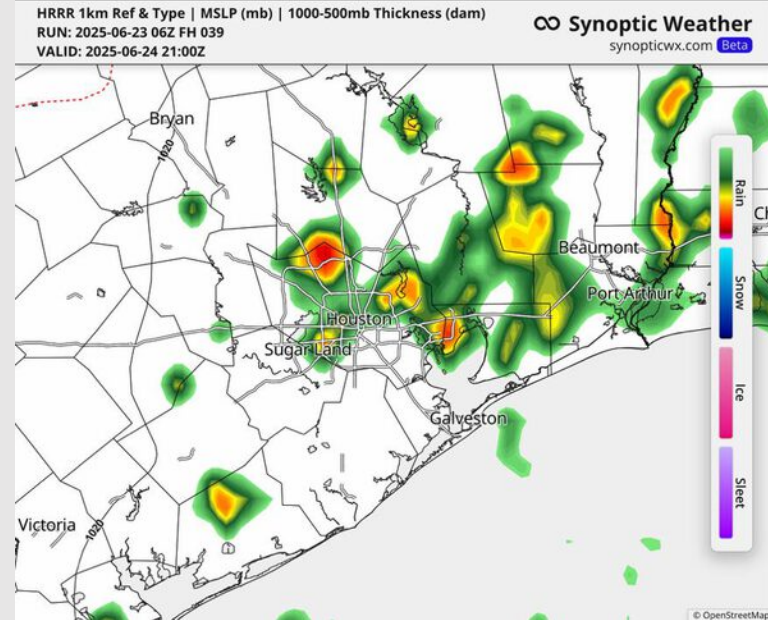 HRRR 1km Ref & Type | MSLP (mb) | 1000-500mb Thickness (dam)
RUN: 2025-06-23 06Z FH 039
VALID: 2025-06-24 21:00Z
Synoptic Weather
synopticwx.com Beta
Bryan
1020
Rain
Ch
Beaumont
Port Arthur
Snow
Houston
Sugar Land
Ice
Galveston
Sleet
Victoria
1020
© OpenStreetMap